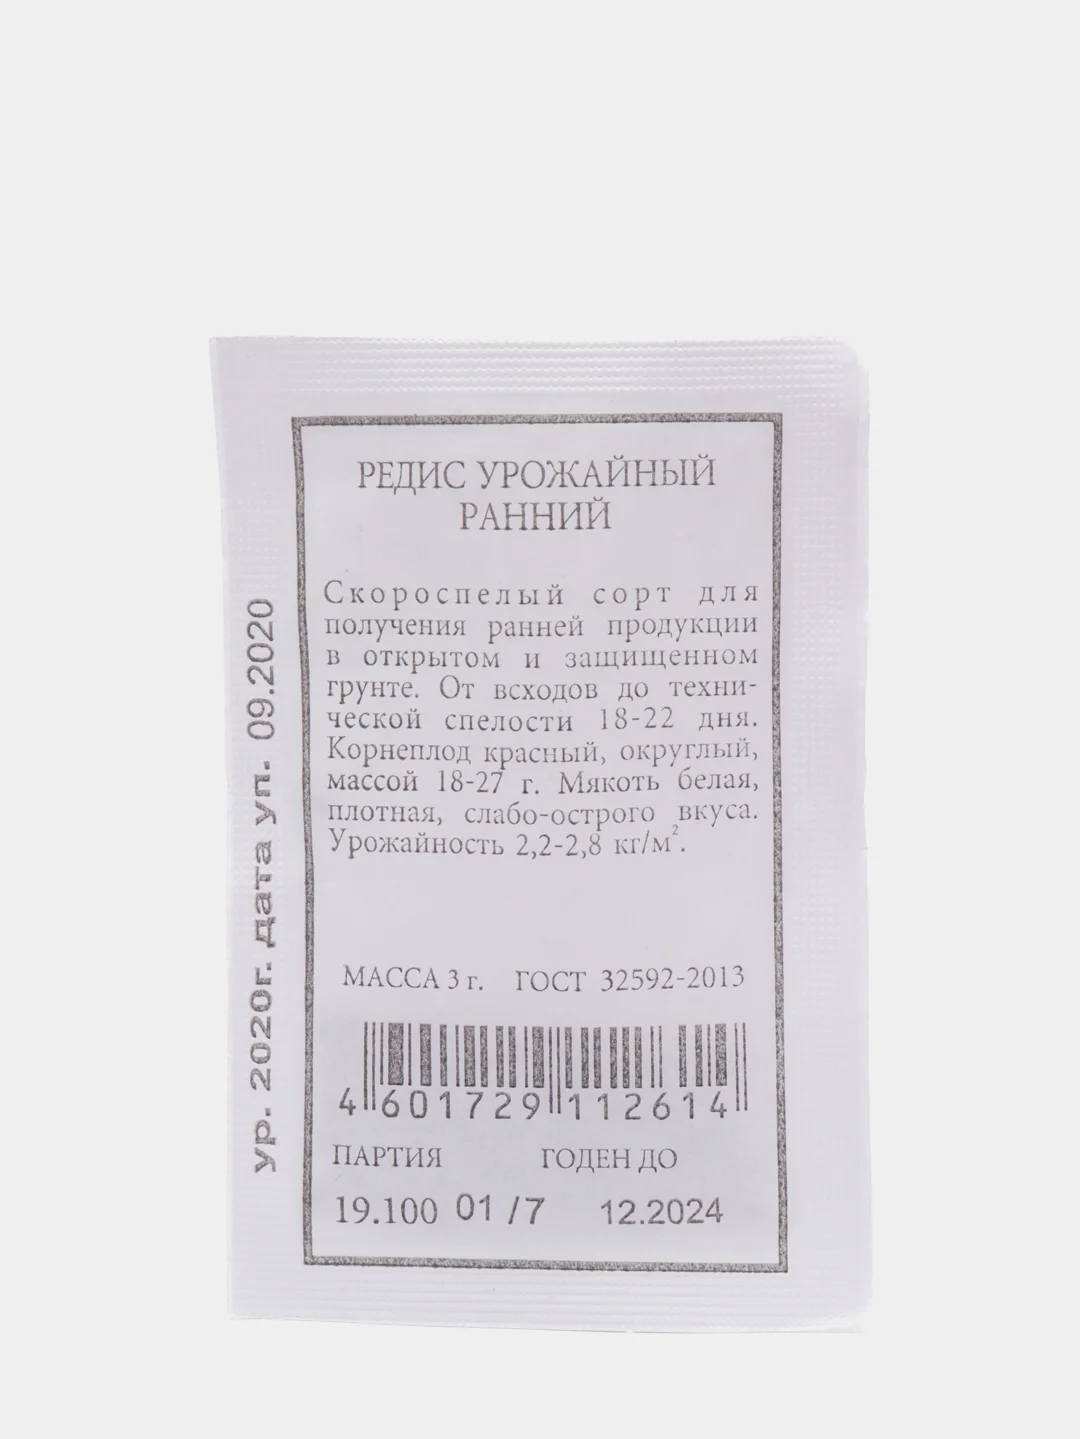 РЕДИС УРОЖАЙНЫЙ
РАННИЙ
Скороспелый сорт для
получения ранней продукции
в открытом и защищенном
грунте. От всходов до техни-
ческой спелости 18-22 дня.
Корнеплод красный, округлый,
массой 18-27 г. Мякоть белая,
плотная, слабо-острого вкуса.
Урожайность 2,2-2,8 кг/м².
МАССА 3 г. ГОСТ 32592-2013
4 601729 112614
ПАРТИЯ ГОДЕН ДО
19.100 01 /7 12.2024
ур. 2020г. дата уп. 09.2020